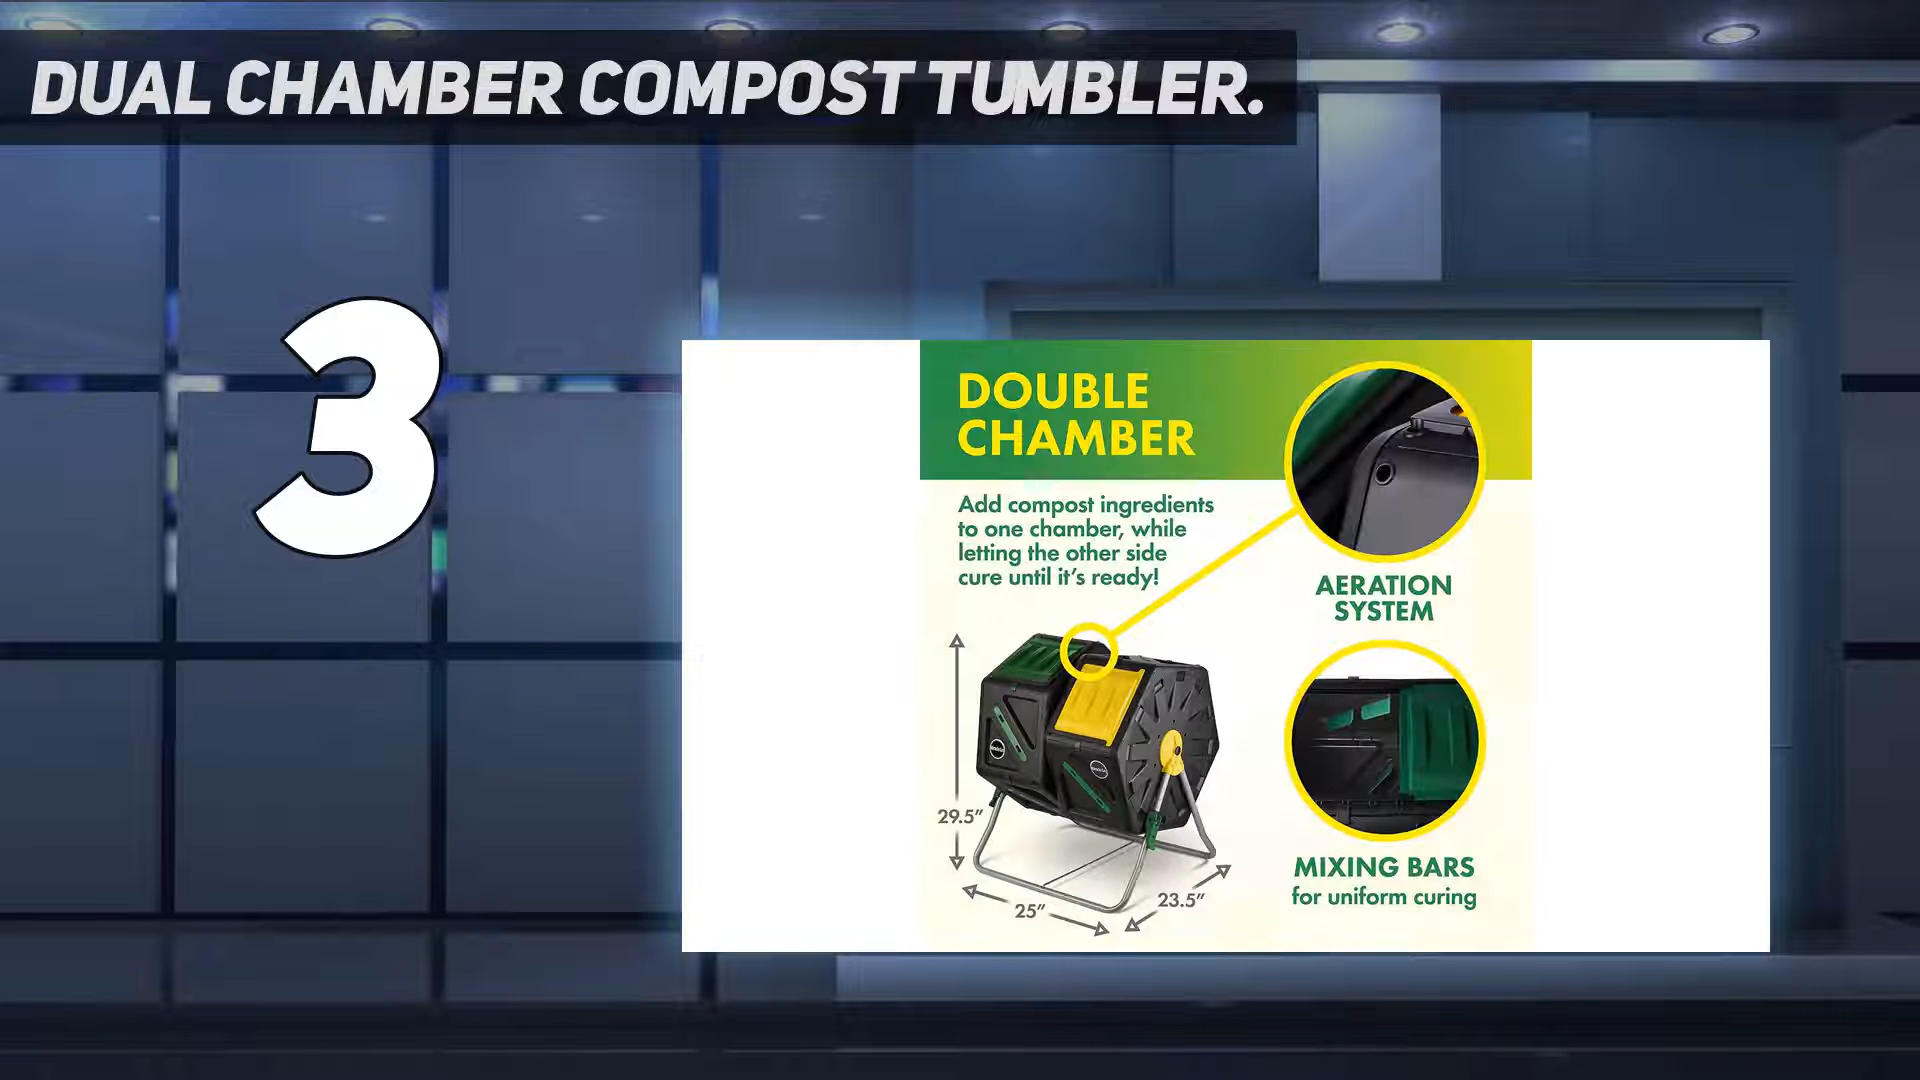 DUAL CHAMBER COMPOST TUMBLER.
3
DOUBLE
CHAMBER
Add compost ingredients
to one chamber, while
letting the other side
cure until it's ready!
AERATION
SYSTEM
29.5"
25"
23.5"
MIXING BARS
for uniform curing